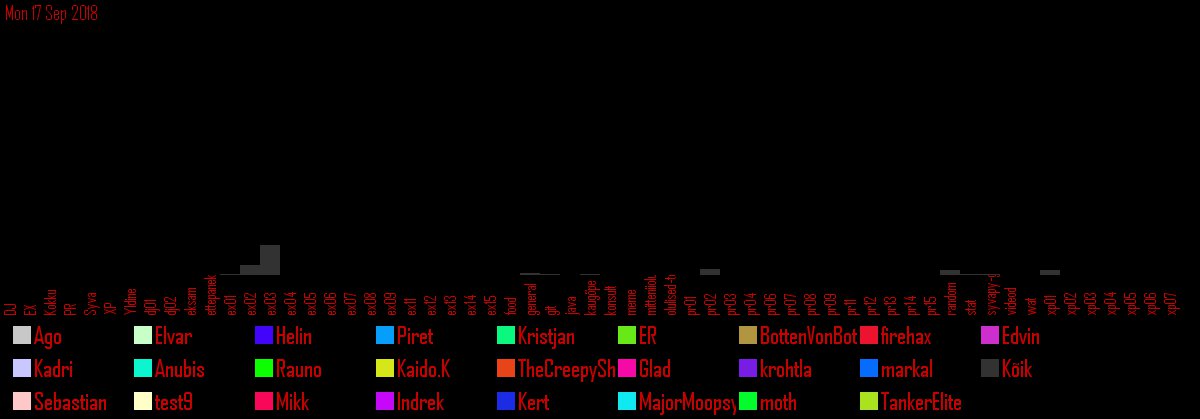 Mon 17 Sep 2018
DJ EX Kokku PR Syva XP Yldine dj01 dj02 eksam ettepanek ex01 ex02 ex03 ex04 ex05 ex06 ex07 ex08 ex09 ex11 ex12 ex13 ex14 ex15 food general git java kaugõpe konsult meme mitteniloli. olulised-h pr01 pr02 pr03 pr04 pr06 pr07 pr08 pr09 pr11 pr12 pr13 pr14 pr15 random stat syvapy-g videod wat xp01 xp02 xp03 xp04 xp05 xp06 xp07
Ago Elvar Helin Piret Kristjan ER BottenVonBot firehax Edvin
Kadri Anubis Rauno Kaido.K TheCreepySh Glad krohtla markal Kõik
Sebastian test9 Mikk Indrek Kert MajorMoopsy moth TankerElite